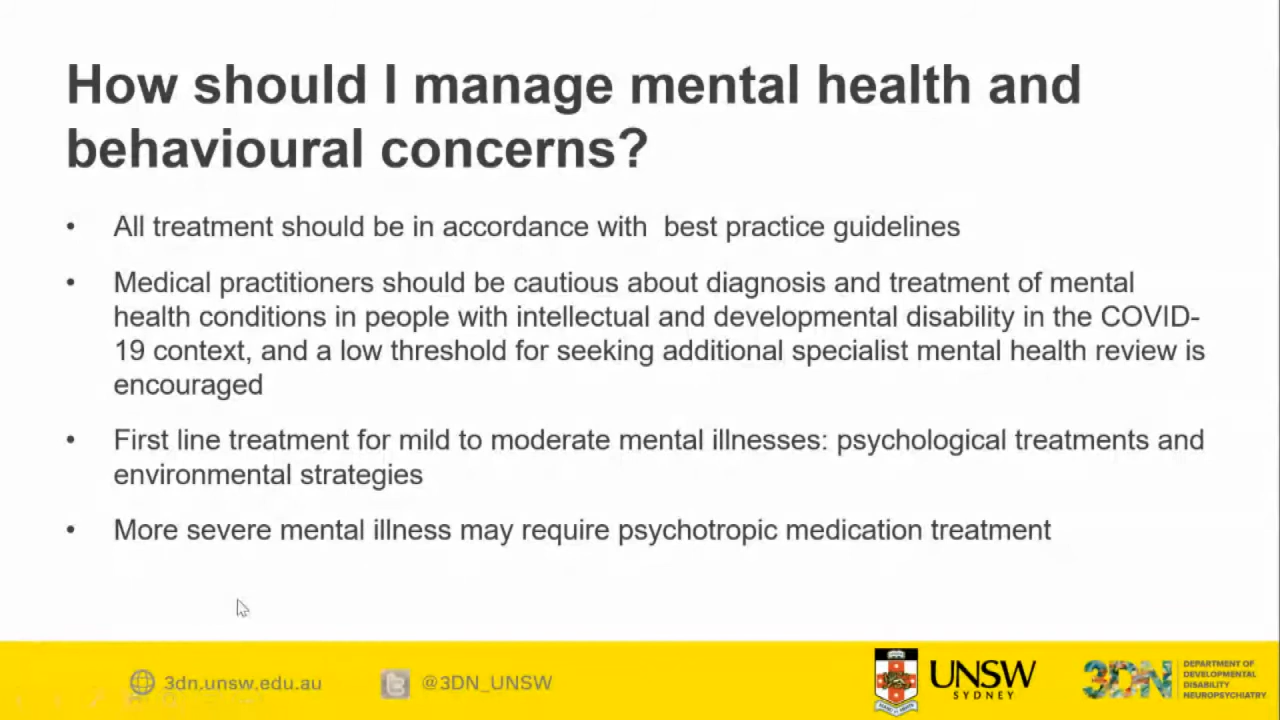 How should I manage mental health and
behavioural concerns?
• All treatment should be in accordance with  best practice guidelines
• Medical practitioners should be cautious about diagnosis and treatment of mental
health conditions in people with intellectual and developmental disability in the COVID-
19 context, and a low threshold for seeking additional specialist mental health review is
encouraged
• First line treatment for mild to moderate mental illnesses: psychological treatments and
environmental strategies
• More severe mental illness may require psychotropic medication treatment
3dn.unsw.edu.au
@3DN_UNSW
UNSW
SYDNEY
3DN
DEPARTMENT OF
DEVELOPMENTAL
DISABILITY
NEUROPSYCHIATRY